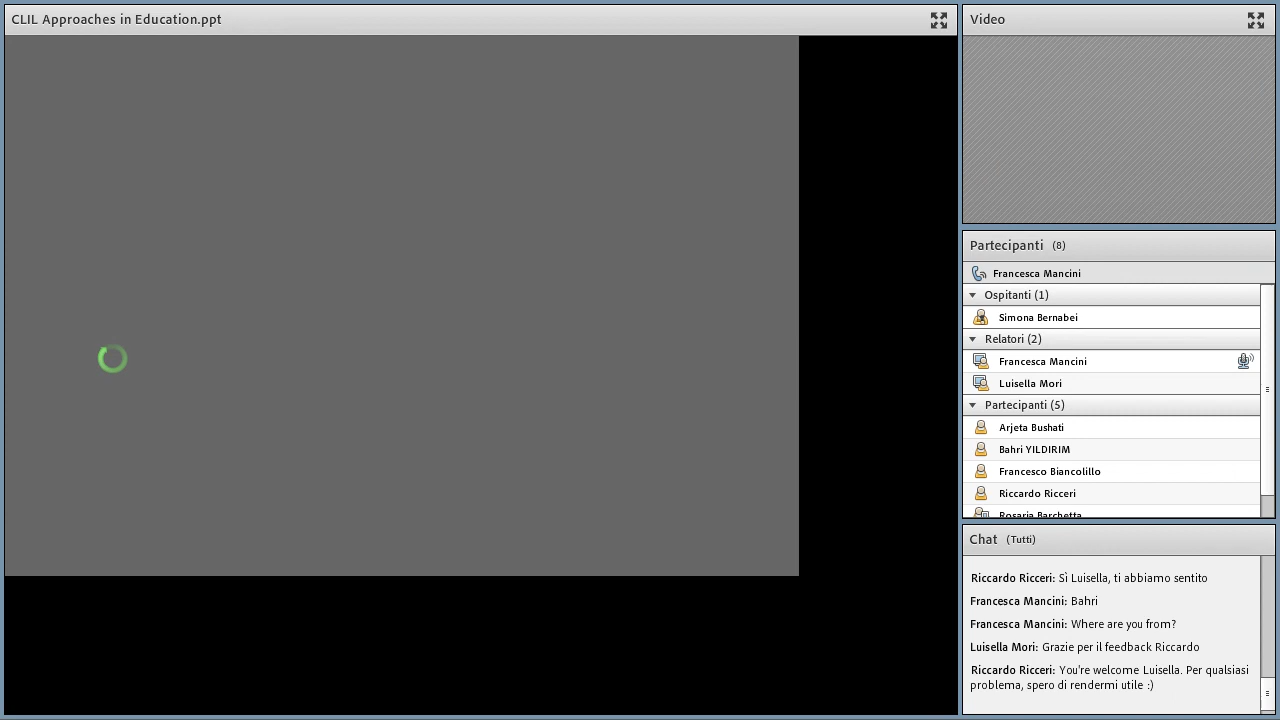 CLIL Approaches in Education.ppt
Video
Partecipanti (8)
Francesca Mancini
Ospitanti (1)
Simona Bernabei
Relatori (2)
Francesca Mancini
Luisella Mori
Partecipanti (5)
Arjeta Bushati
Bahri YILDIRIM
Francesco Biancolillo
Riccardo Ricceri
Rosaria Barchetta
Chat (Tutti)
Riccardo Ricceri: Sì Luisella, ti abbiamo sentito
Francesca Mancini: Bahri
Francesca Mancini: Where are you from?
Luisella Mori: Grazie per il feedback Riccardo
Riccardo Ricceri: You're welcome Luisella. Per qualsiasi
problema, spero di rendermi utile :)